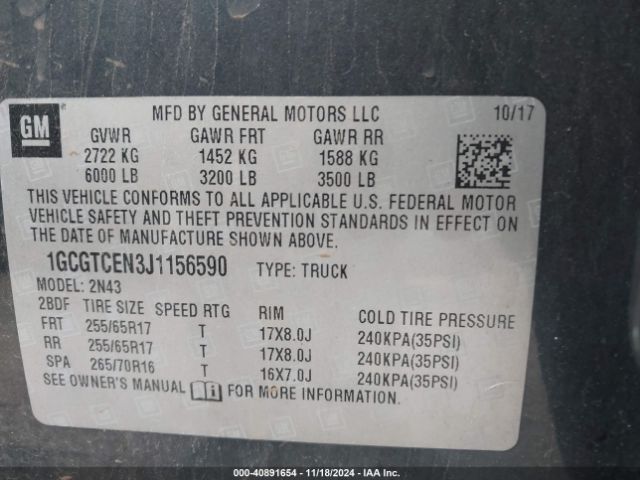 GM
MFD BY GENERAL MOTORS LLC 10/17
GVWR GAWR FRT GAWR RR
2722 KG 1452 KG 1588 KG
6000 LB 3200 LB 3500 LB
THIS VEHICLE CONFORMS TO ALL APPLICABLE U.S. FEDERAL MOTOR
VEHICLE SAFETY AND THEFT PREVENTION STANDARDS IN EFFECT ON
THE DATE OF MANUFACTURE SHOWN ABOVE.
1GCGTCEN3J1156590 TYPE: TRUCK
MODEL: 2N43
2BDF TIRE SIZE SPEED RTG RIM COLD TIRE PRESSURE
FRT 255/65R17 T 17X8.0J 240KPA(35PSI)
RR 255/65R17 T 17X8.0J 240KPA(35PSI)
SPA 265/70R16 T 16X7.0J 240KPA(35PSI)
SEE OWNER'S MANUAL FOR MORE INFORMATION.
000-40891654 - 11/18/2024 - IAA Inc.